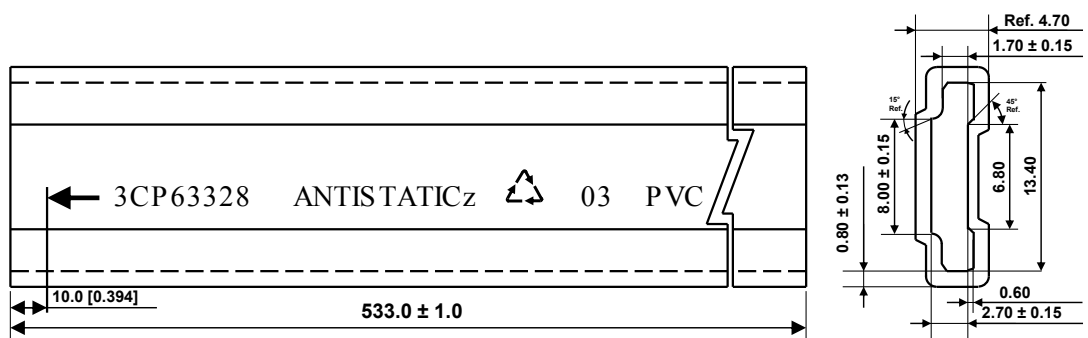 Ref. 4.70
1.70 ± 0.15
15°
Ref.
45°
Ref.
3CP63328 ANTISTATICz 03 PVC
8.00 ± 0.15
6.80
13.40
0.80 ± 0.13
10.0 [0.394]
533.0 ± 1.0
0.60
2.70 ± 0.15